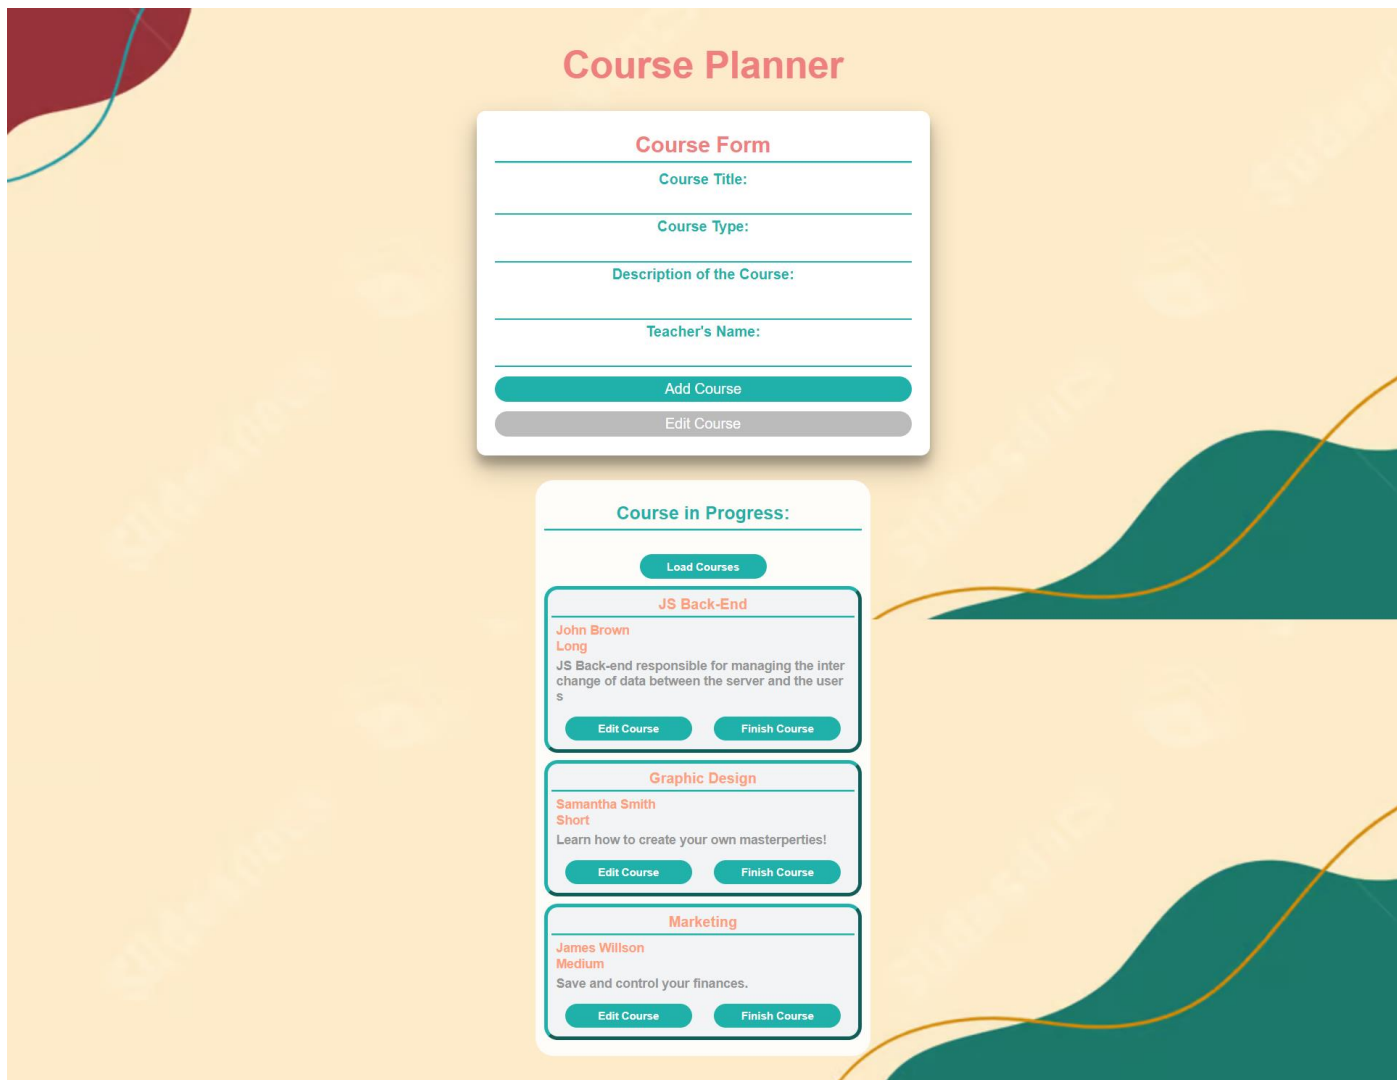 Course Planner
Course Form
Course Title:
Course Type:
Description of the Course:
Teacher's Name:
Add Course
Edit Course
Course in Progress:
Load Courses
JS Back-End
John Brown
Long
JS Back-end responsible for managing the inter
change of data between the server and the user
s
Edit Course Finish Course
Graphic Design
Samantha Smith
Short
Learn how to create your own masterperties!
Edit Course Finish Course
Marketing
James Willson
Medium
Save and control your finances.
Edit Course Finish Course